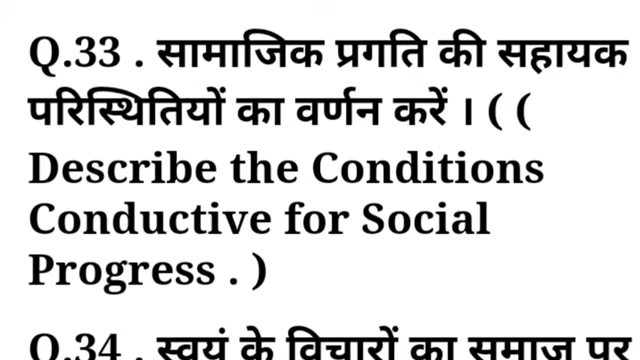 Q.33 . सामाजिक प्रगति की सहायक
परिस्थितियों का वर्णन करें । ( (
Describe the Conditions
Conductive for Social
Progress . )
Q.34 . स्वयं के विचारों का समाज पर